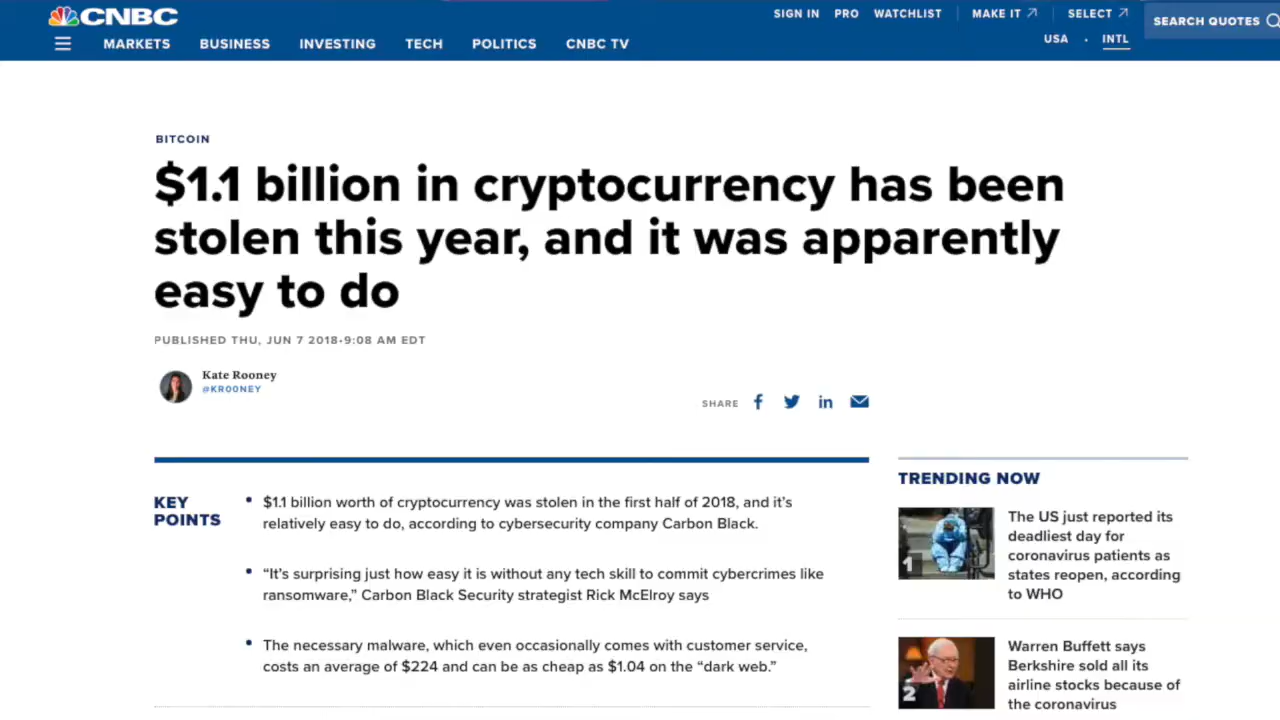 CNBC
SIGN IN PRO WATCHLIST MAKE IT SELECT
SEARCH QUOTES
USA · INTL
MARKETS BUSINESS INVESTING TECH POLITICS CNBC TV
BITCOIN
$1.1 billion in cryptocurrency has been
stolen this year, and it was apparently
easy to do
PUBLISHED THU, JUN 7 2018•9:08 AM EDT
Kate Rooney
@KROONEY
SHARE
KEY
POINTS
• $1.1 billion worth of cryptocurrency was stolen in the first half of 2018, and it's
relatively easy to do, according to cybersecurity company Carbon Black.
• “It's surprising just how easy it is without any tech skill to commit cybercrimes like
ransomware,” Carbon Black Security strategist Rick McElroy says
• The necessary malware, which even occasionally comes with customer service,
costs an average of $224 and can be as cheap as $1.04 on the “dark web.”
TRENDING NOW
1
The US just reported its
deadliest day for
coronavirus patients as
states reopen, according
to WHO
2
Warren Buffett says
Berkshire sold all its
airline stocks because of
the coronavirus